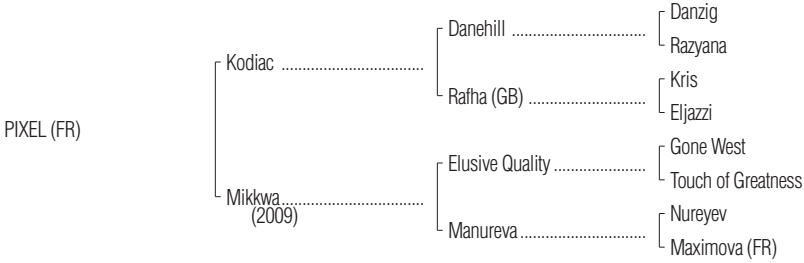 Danzig
Danehill
Razyana
Kodiac
Kris
Rafha (GB)
Eljazzi
PIXEL (FR)
Gone West
Elusive Quality
Touch of Greatness
Mikkwa
(2009)
Nureyev
Manureva
Maximova (FR)